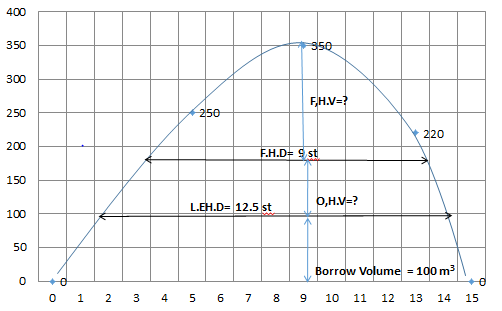 400
350
350
F,H.V=?
300
250
250
220
200
F.H.D= 9 st
150
L.EH.D= 12.5 st
O,H.V=?
100
50
Borrow Volume = 100 m³
0
0
0
0 1 2 3 4 5 6 7 8 9 10 11 12 13 14 15